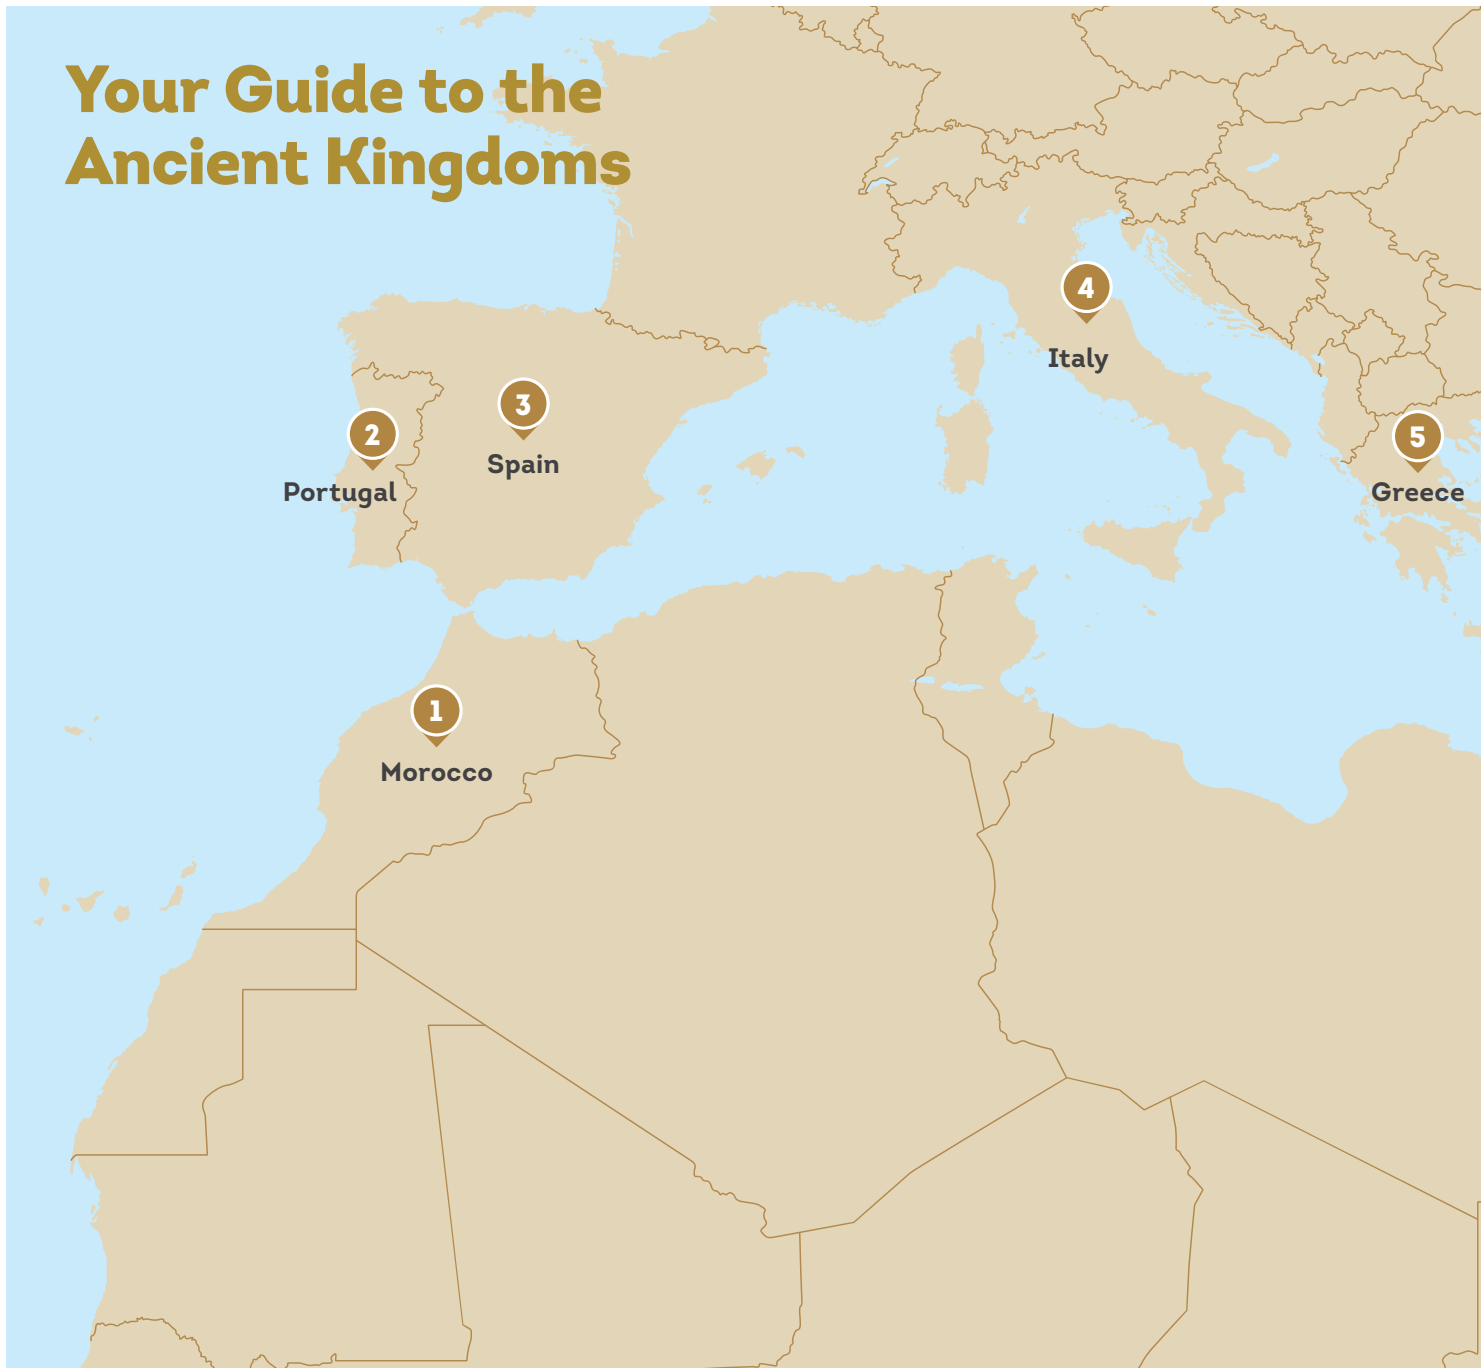 Your Guide to the
Ancient Kingdoms
4
Italy
3
Spain
2
Portugal
5
Greece
1
Morocco